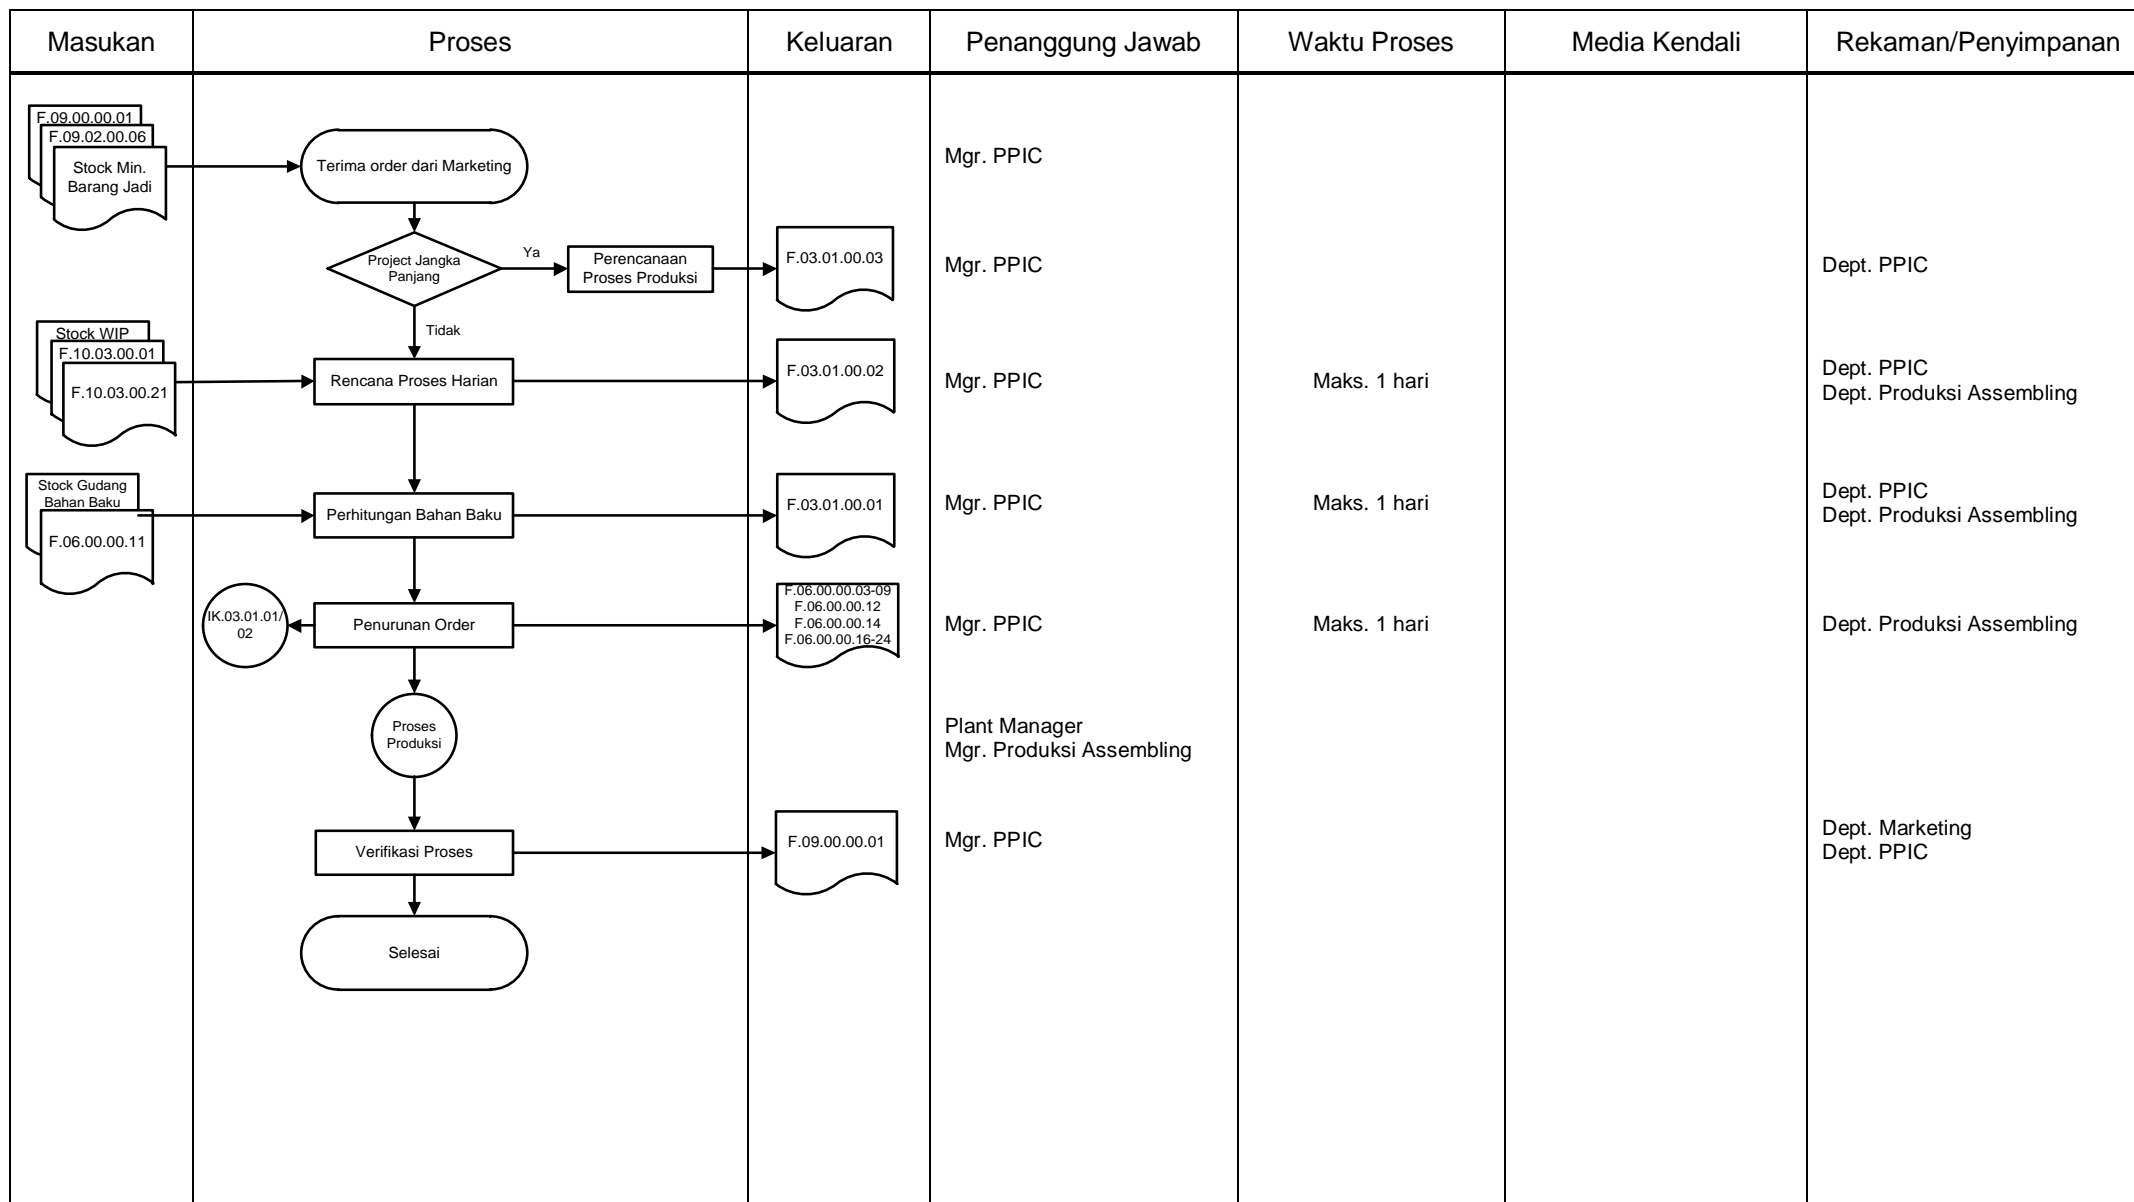 Masukan
Proses
Keluaran
Penanggung Jawab
Waktu Proses
Media Kendali
Rekaman/Penyimpanan
F.09.00.00.01
F.09.02.00.06
Stock Min.
Barang Jadi
Terima order dari Marketing
Mgr. PPIC
Project Jangka
Panjang
Ya
Perencanaan
Proses Produksi
F.03.01.00.03
Mgr. PPIC
Dept. PPIC
Tidak
Stock WIP
F.10.03.00.01
F.10.03.00.21
Rencana Proses Harian
F.03.01.00.02
Mgr. PPIC
Maks. 1 hari
Dept. PPIC
Dept. Produksi Assembling
Stock Gudang
Bahan Baku
F.06.00.00.11
Perhitungan Bahan Baku
F.03.01.00.01
Mgr. PPIC
Maks. 1 hari
Dept. PPIC
Dept. Produksi Assembling
IK.03.01.01/
02
Penurunan Order
F.06.00.00.03-09
F.06.00.00.12
F.06.00.00.14
F.06.00.00.16-24
Mgr. PPIC
Maks. 1 hari
Dept. Produksi Assembling
Proses
Produksi
Plant Manager
Mgr. Produksi Assembling
Verifikasi Proses
F.09.00.00.01
Mgr. PPIC
Dept. Marketing
Dept. PPIC
Selesai